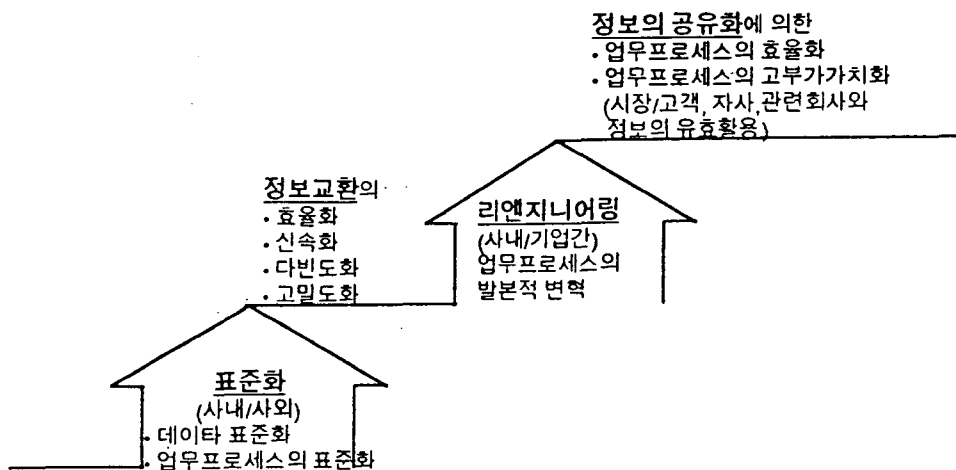 정보의 공유화에 의한
• 업무프로세스의 효율화
• 업무프로세스의 고부가가치화
(시장/고객, 자사,관련회사와
정보의 유효활용)
정보교환의
• 효율화
• 신속화
• 다빈도화
• 고밀도화
리엔지니어링
(사내/기업간)
업무프로세스의
발본적 변혁
표준화
(사내/사외)
• 데이타 표준화
• 업무프로세스의 표준화